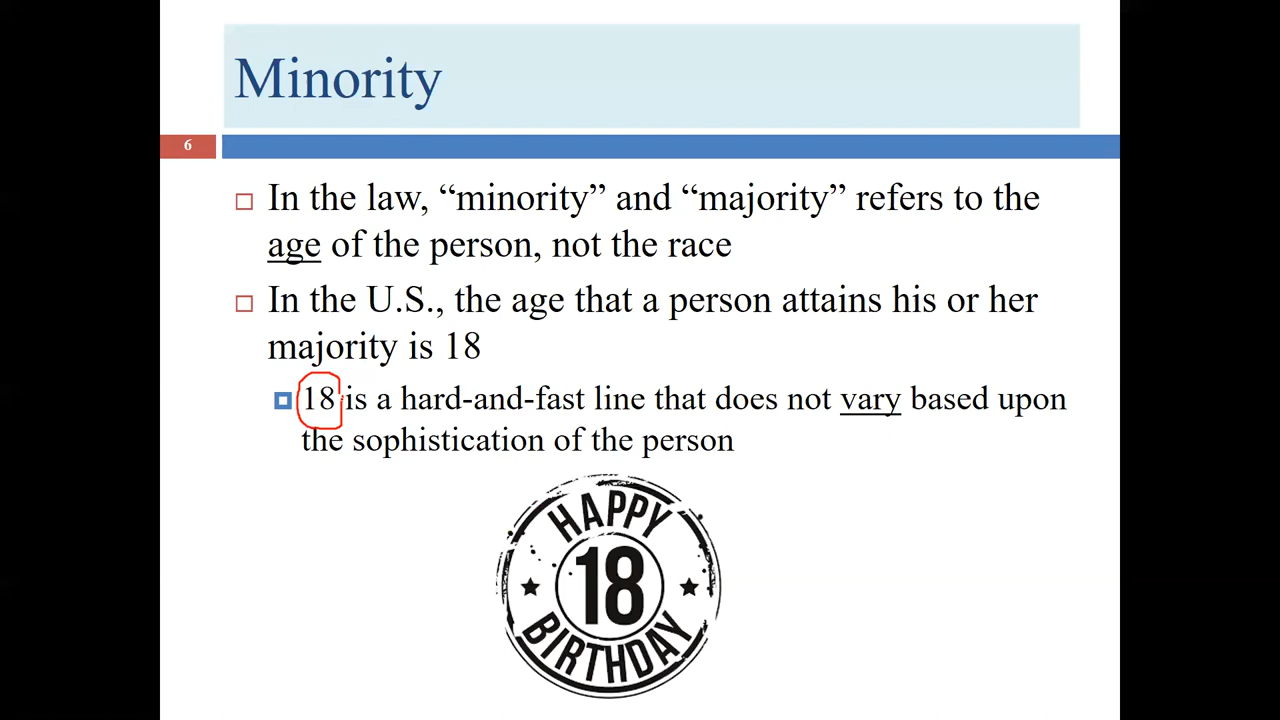 Minority
6
In the law, “minority” and “majority” refers to the
age of the person, not the race
In the U.S., the age that a person attains his or her
majority is 18
18 is a hard-and-fast line that does not vary based upon
the sophistication of the person
HAPPY
18
BIRTHDAY